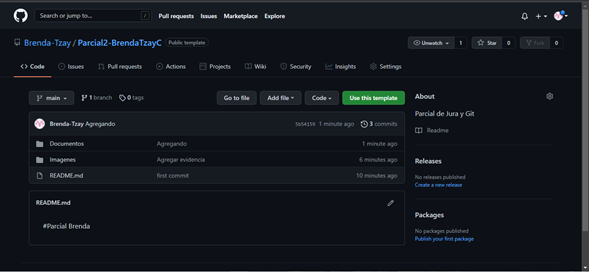 Search or jump to... / Pull requests Issues Marketplace Explore
Brenda-Tzay / Parcial2-BrendaTzayC Public template
Unwatch 1 Star 0 Fork 0
Code Issues Pull requests Actions Projects Wiki Security Insights Settings
main 1 branch 0 tags Go to file Add file Code Use this template
Brenda-Tzay Agregando 1 minute ago 3 commits
Documentos Agregando 1 minute ago
Imagenes Agregar evidencia 6 minutes ago
README.md first commit 10 minutes ago
README.md
#Parcial Brenda
About
Parcial de Jura y Git
Readme
Releases
No releases published
Create a new release
Packages
No packages published
Publish your first package